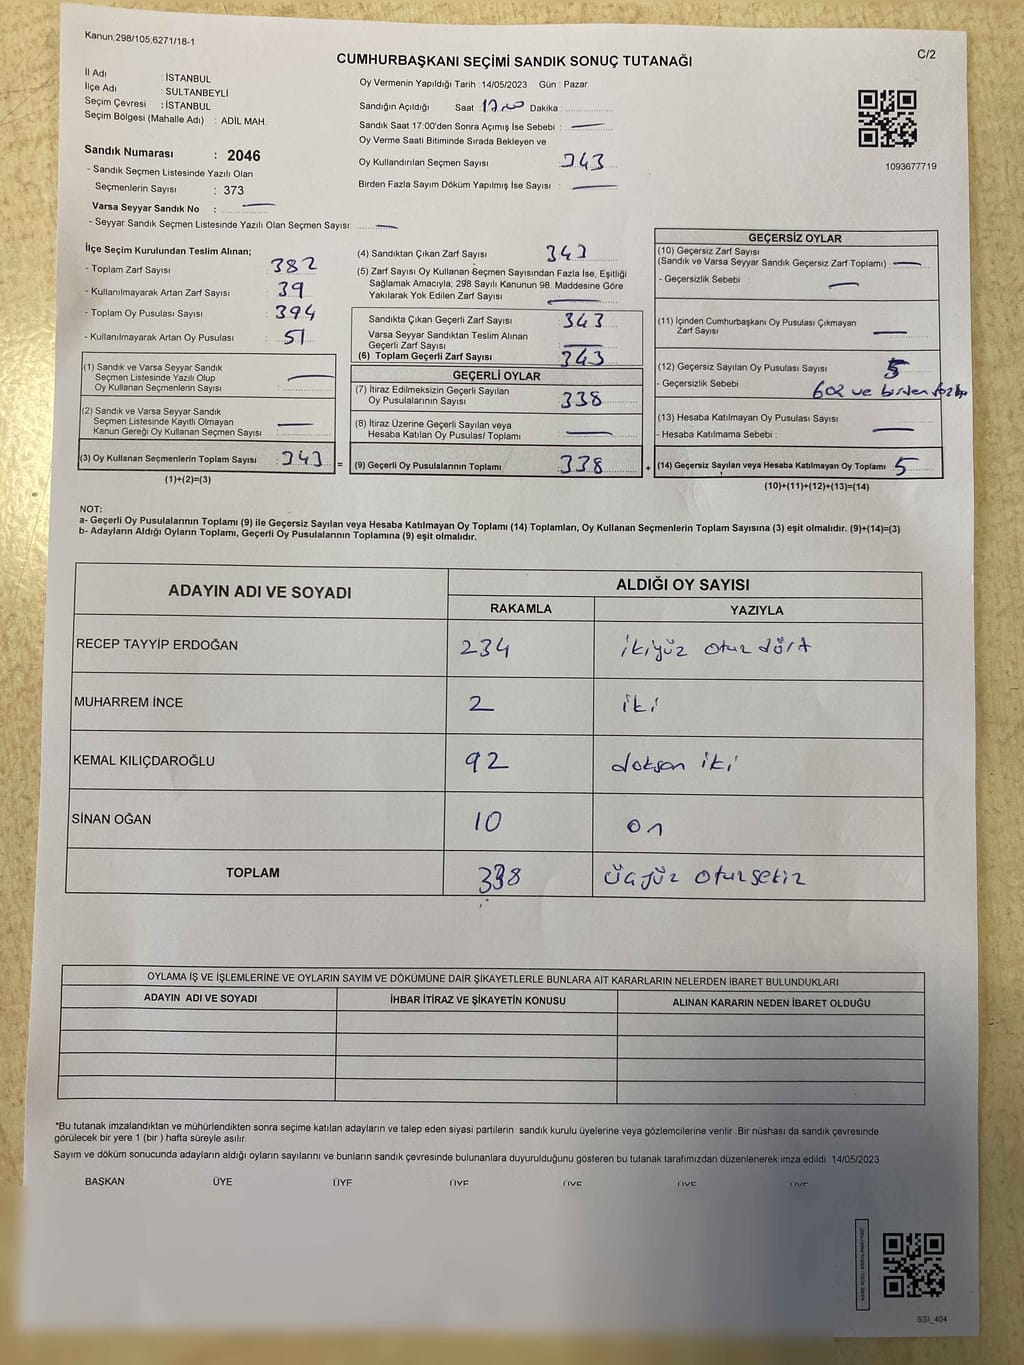 Kanun;298/105;6271/18-1
C/2
CUMHURBAŞKANI SEÇİMİ SANDIK SONUÇ TUTANAĞI
İl Adı : İSTANBUL
İlçe Adı : SULTANBEYLİ
Seçim Çevresi : İSTANBUL
Seçim Bölgesi (Mahalle Adı) : ADİL MAH.
Oy Vermenin Yapıldığı Tarih : 14/05/2023 Gün : Pazar
Sandığın Açıldığı Saat Dakika :
Sandık Saat 17:00'den Sonra Açımış İse Sebebi :
Oy Verme Saati Bitiminde Sırada Bekleyen ve
Oy Kullandırılan Seçmen Sayısı 343
Birden Fazla Sayım Döküm Yapılmış İse Sayısı :
1093677719
Sandık Numarası : 2046
- Sandık Seçmen Listesinde Yazılı Olan
Seçmenlerin Sayısı : 373
Varsa Seyyar Sandık No :
- Seyyar Sandık Seçmen Listesinde Yazılı Olan Seçmen Sayısı:
İlçe Seçim Kurulundan Teslim Alınan;
- Toplam Zarf Sayısı : 382
- Kullanılmayarak Artan Zarf Sayısı : 39
- Toplam Oy Pusulası Sayısı : 394
- Kullanılmayarak Artan Oy Pusulası : 51
(1) Sandık ve Varsa Seyyar Sandık
Seçmen Listesinde Yazılı Olup
Oy Kullanan Seçmenlerin Sayısı :
(2) Sandık ve Varsa Seyyar Sandık
Seçmen Listesinde Kayıtlı Olmayan
Kanun Gereği Oy Kullanan Seçmen Sayısı :
(3) Oy Kullanan Seçmenlerin Toplam Sayısı : 343 =
(1)+(2)=(3)
(4) Sandıktan Çıkan Zarf Sayısı : 343
(5) Zarf Sayısı Oy Kullanan Seçmen Sayısından Fazla İse, Eşitliği
Sağlamak Amacıyla; 298 Sayılı Kanunun 98. Maddesine Göre
Yakılarak Yok Edilen Zarf Sayısı :
Sandıkta Çıkan Geçerli Zarf Sayısı : 343
Varsa Seyyar Sandıktan Teslim Alınan
Geçerli Zarf Sayısı :
(6) Toplam Geçerli Zarf Sayısı : 343
GEÇERLİ OYLAR
(7) İtiraz Edilmeksizin Geçerli Sayılan
Oy Pusulalarının Sayısı : 338
(8) İtiraz Üzerine Geçerli Sayılan veya
Hesaba Katılan Oy Pusulası Toplamı :
(9) Geçerli Oy Pusulalarının Toplamı : 338 +
GEÇERSİZ OYLAR
(10) Geçersiz Zarf Sayısı
(Sandık ve Varsa Seyyar Sandık Geçersiz Zarf Toplamı) :
- Geçersizlik Sebebi :
(11) İçinden Cumhurbaşkanı Oy Pusulası Çıkmayan
Zarf Sayısı :
(12) Geçersiz Sayılan Oy Pusulası Sayısı : 5
- Geçersizlik Sebebi : ve birden
(13) Hesaba Katılmayan Oy Pusulası Sayısı :
- Hesaba Katılmama Sebebi :
(14) Geçersiz Sayılan veya Hesaba Katılmayan Oy Toplamı : 5
(10)+(11)+(12)+(13)=(14)
NOT:
a- Geçerli Oy Pusulalarının Toplamı (9) ile Geçersiz Sayılan veya Hesaba Katılmayan Oy Toplamı (14) Toplamları, Oy Kullanan Seçmenlerin Toplam Sayısına (3) eşit olmalıdır. (9)+(14)=(3)
b- Adayların Aldığı Oyların Toplamı, Geçerli Oy Pusulalarının Toplamına (9) eşit olmalıdır.
ADAYIN ADI VE SOYADI
ALDIĞI OY SAYISI
RAKAMLA YAZIYLA
RECEP TAYYİP ERDOĞAN 234 ikiyüz otuz dört
MUHARREM İNCE 2 iki
KEMAL KILIÇDAROĞLU 92 doksan iki
SİNAN OĞAN 10 on
TOPLAM 338 üçyüz otuzsekiz
OYLAMA İŞ VE İŞLEMLERİNE VE OYLARIN SAYIM VE DÖKÜMÜNE DAİR ŞİKAYETLERLE BUNLARA AİT KARARLARIN NELERDEN İBARET BULUNDUKLARI
ADAYIN ADI VE SOYADI İHBAR İTİRAZ VE ŞİKAYETİN KONUSU ALINAN KARARIN NEDEN İBARET OLDUĞU
*Bu tutanak imzalandıktan ve mühürlendikten sonra seçime katılan adayların ve talep eden siyasi partilerin sandık kurulu üyelerine veya gözlemcilerine verilir. Bir nüshası da sandık çevresinde
görülecek bir yere 1 (bir ) hafta süreyle asılır.
Sayım ve döküm sonucunda adayların aldığı oyların sayılarını ve bunların sandık çevresinde bulunanlara duyurulduğunu gösteren bu tutanak tarafımızdan düzenlenerek imza edildi. 14/05/2023
BAŞKAN ÜYE ÜYE ÜYE ÜYE ÜYE ÜYE
SSI_404